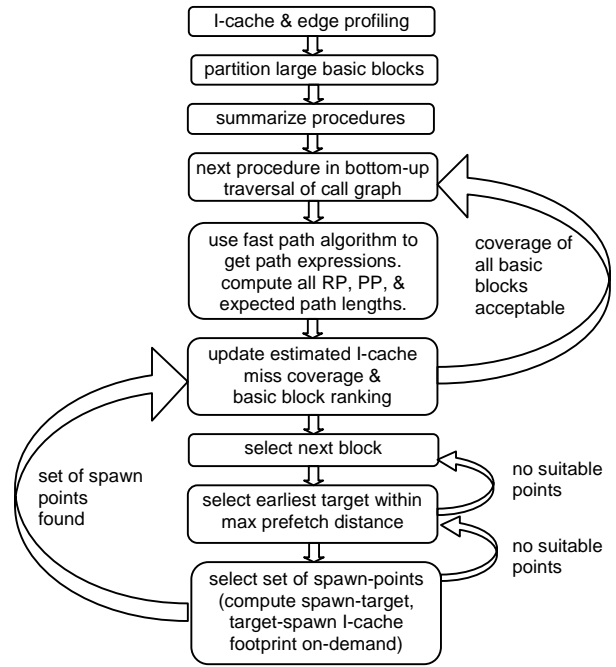 I-cache & edge profiling
partition large basic blocks
summarize procedures
next procedure in bottom-up
traversal of call graph
use fast path algorithm to
get path expressions.
compute all RP, PP, &
expected path lengths.
coverage of
all basic
blocks
acceptable
update estimated I-cache
miss coverage &
basic block ranking
select next block
set of spawn
points
found
no suitable
points
select earliest target within
max prefetch distance
no suitable
points
select set of spawn-points
(compute spawn-target,
target-spawn I-cache
footprint on-demand)